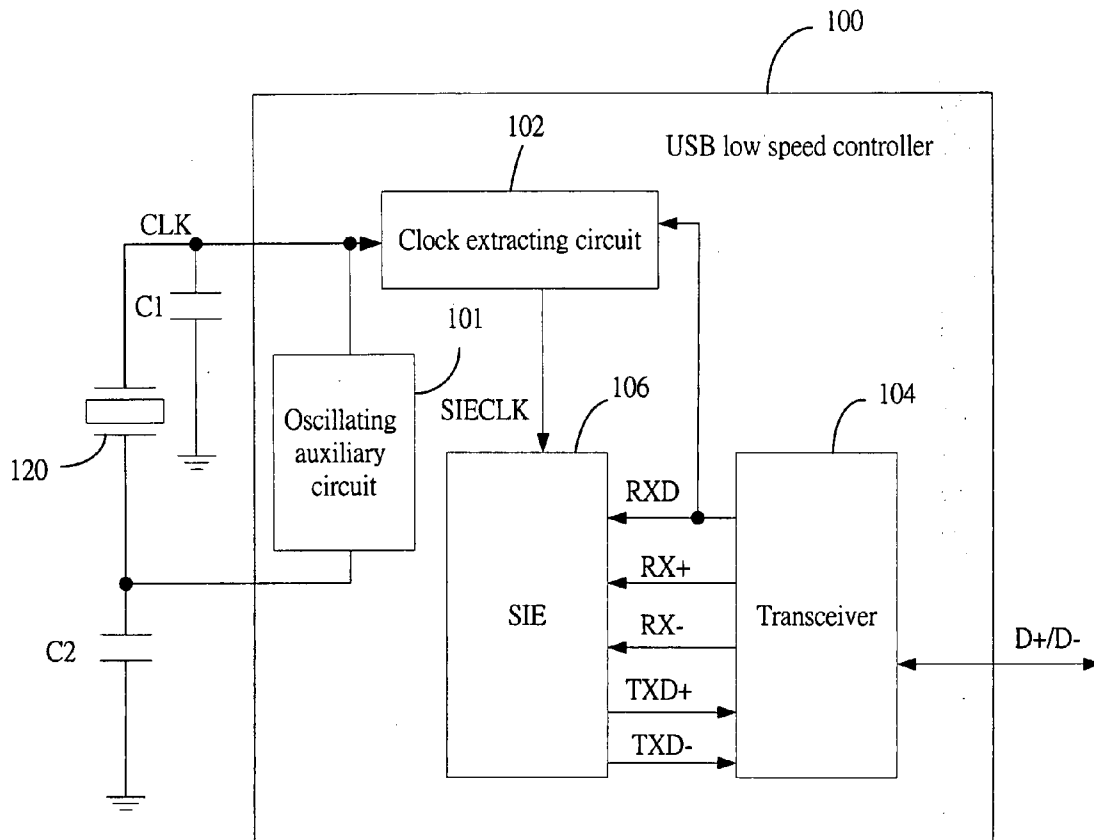 100
102
USB low speed controller
CLK
Clock extracting circuit
C1
101
SIECLK
106
104
Oscillating
auxiliary
circuit
120
RXD
RX+
SIE
Transceiver
RX-
C2
D+/D-
TXD+
TXD-